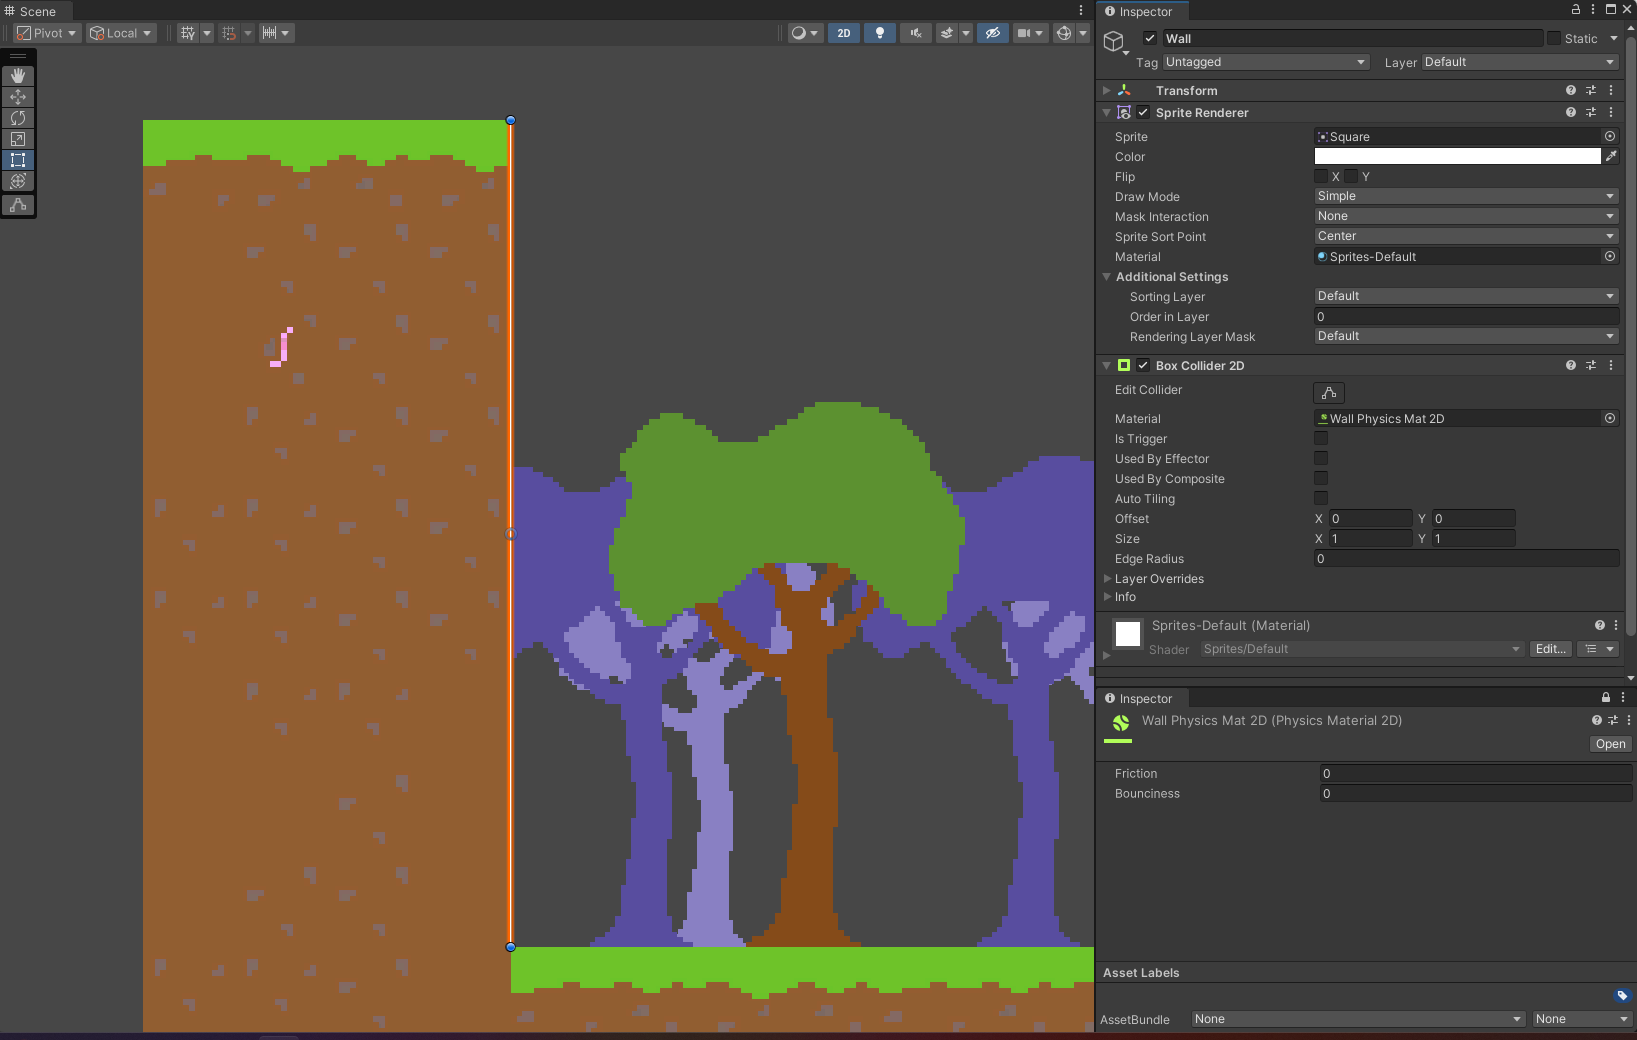 Scene
Pivot
Local
2D
Inspector
Wall
Static
Tag
Untagged
Layer
Default
Transform
Sprite Renderer
Sprite
Square
Color
Flip
X
Y
Draw Mode
Simple
Mask Interaction
None
Sprite Sort Point
Center
Material
Sprites-Default
Additional Settings
Sorting Layer
Default
Order in Layer
0
Rendering Layer Mask
Default
Box Collider 2D
Edit Collider
Material
Wall Physics Mat 2D
Is Trigger
Used By Effector
Used By Composite
Auto Tiling
Offset
X
0
Y
0
Size
X
1
Y
1
Edge Radius
0
Layer Overrides
Info
Sprites-Default (Material)
Shader
Sprites/Default
Edit...
Inspector
Wall Physics Mat 2D (Physics Material 2D)
Open
Friction
0
Bounciness
0
Asset Labels
AssetBundle
None
None